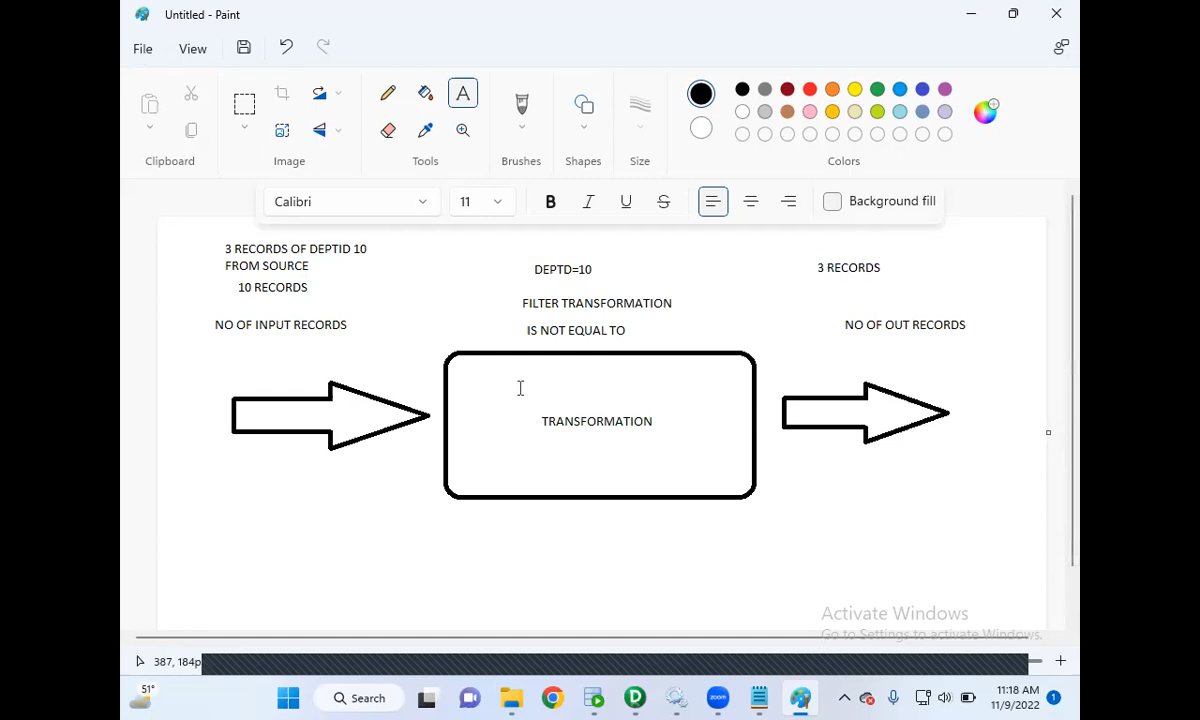 Untitled - Paint
File View
Clipboard Image Tools Brushes Shapes Size Colors
A
Calibri 11 B I U S Background fill
3 RECORDS OF DEPTID 10
FROM SOURCE
10 RECORDS
DEPTD=10
3 RECORDS
FILTER TRANSFORMATION
NO OF INPUT RECORDS
IS NOT EQUAL TO
NO OF OUT RECORDS
TRANSFORMATION
Activate Windows
Go to Settings to activate Windows.
387, 184p
51°
Search
zoom
11:18 AM
11/9/2022
1